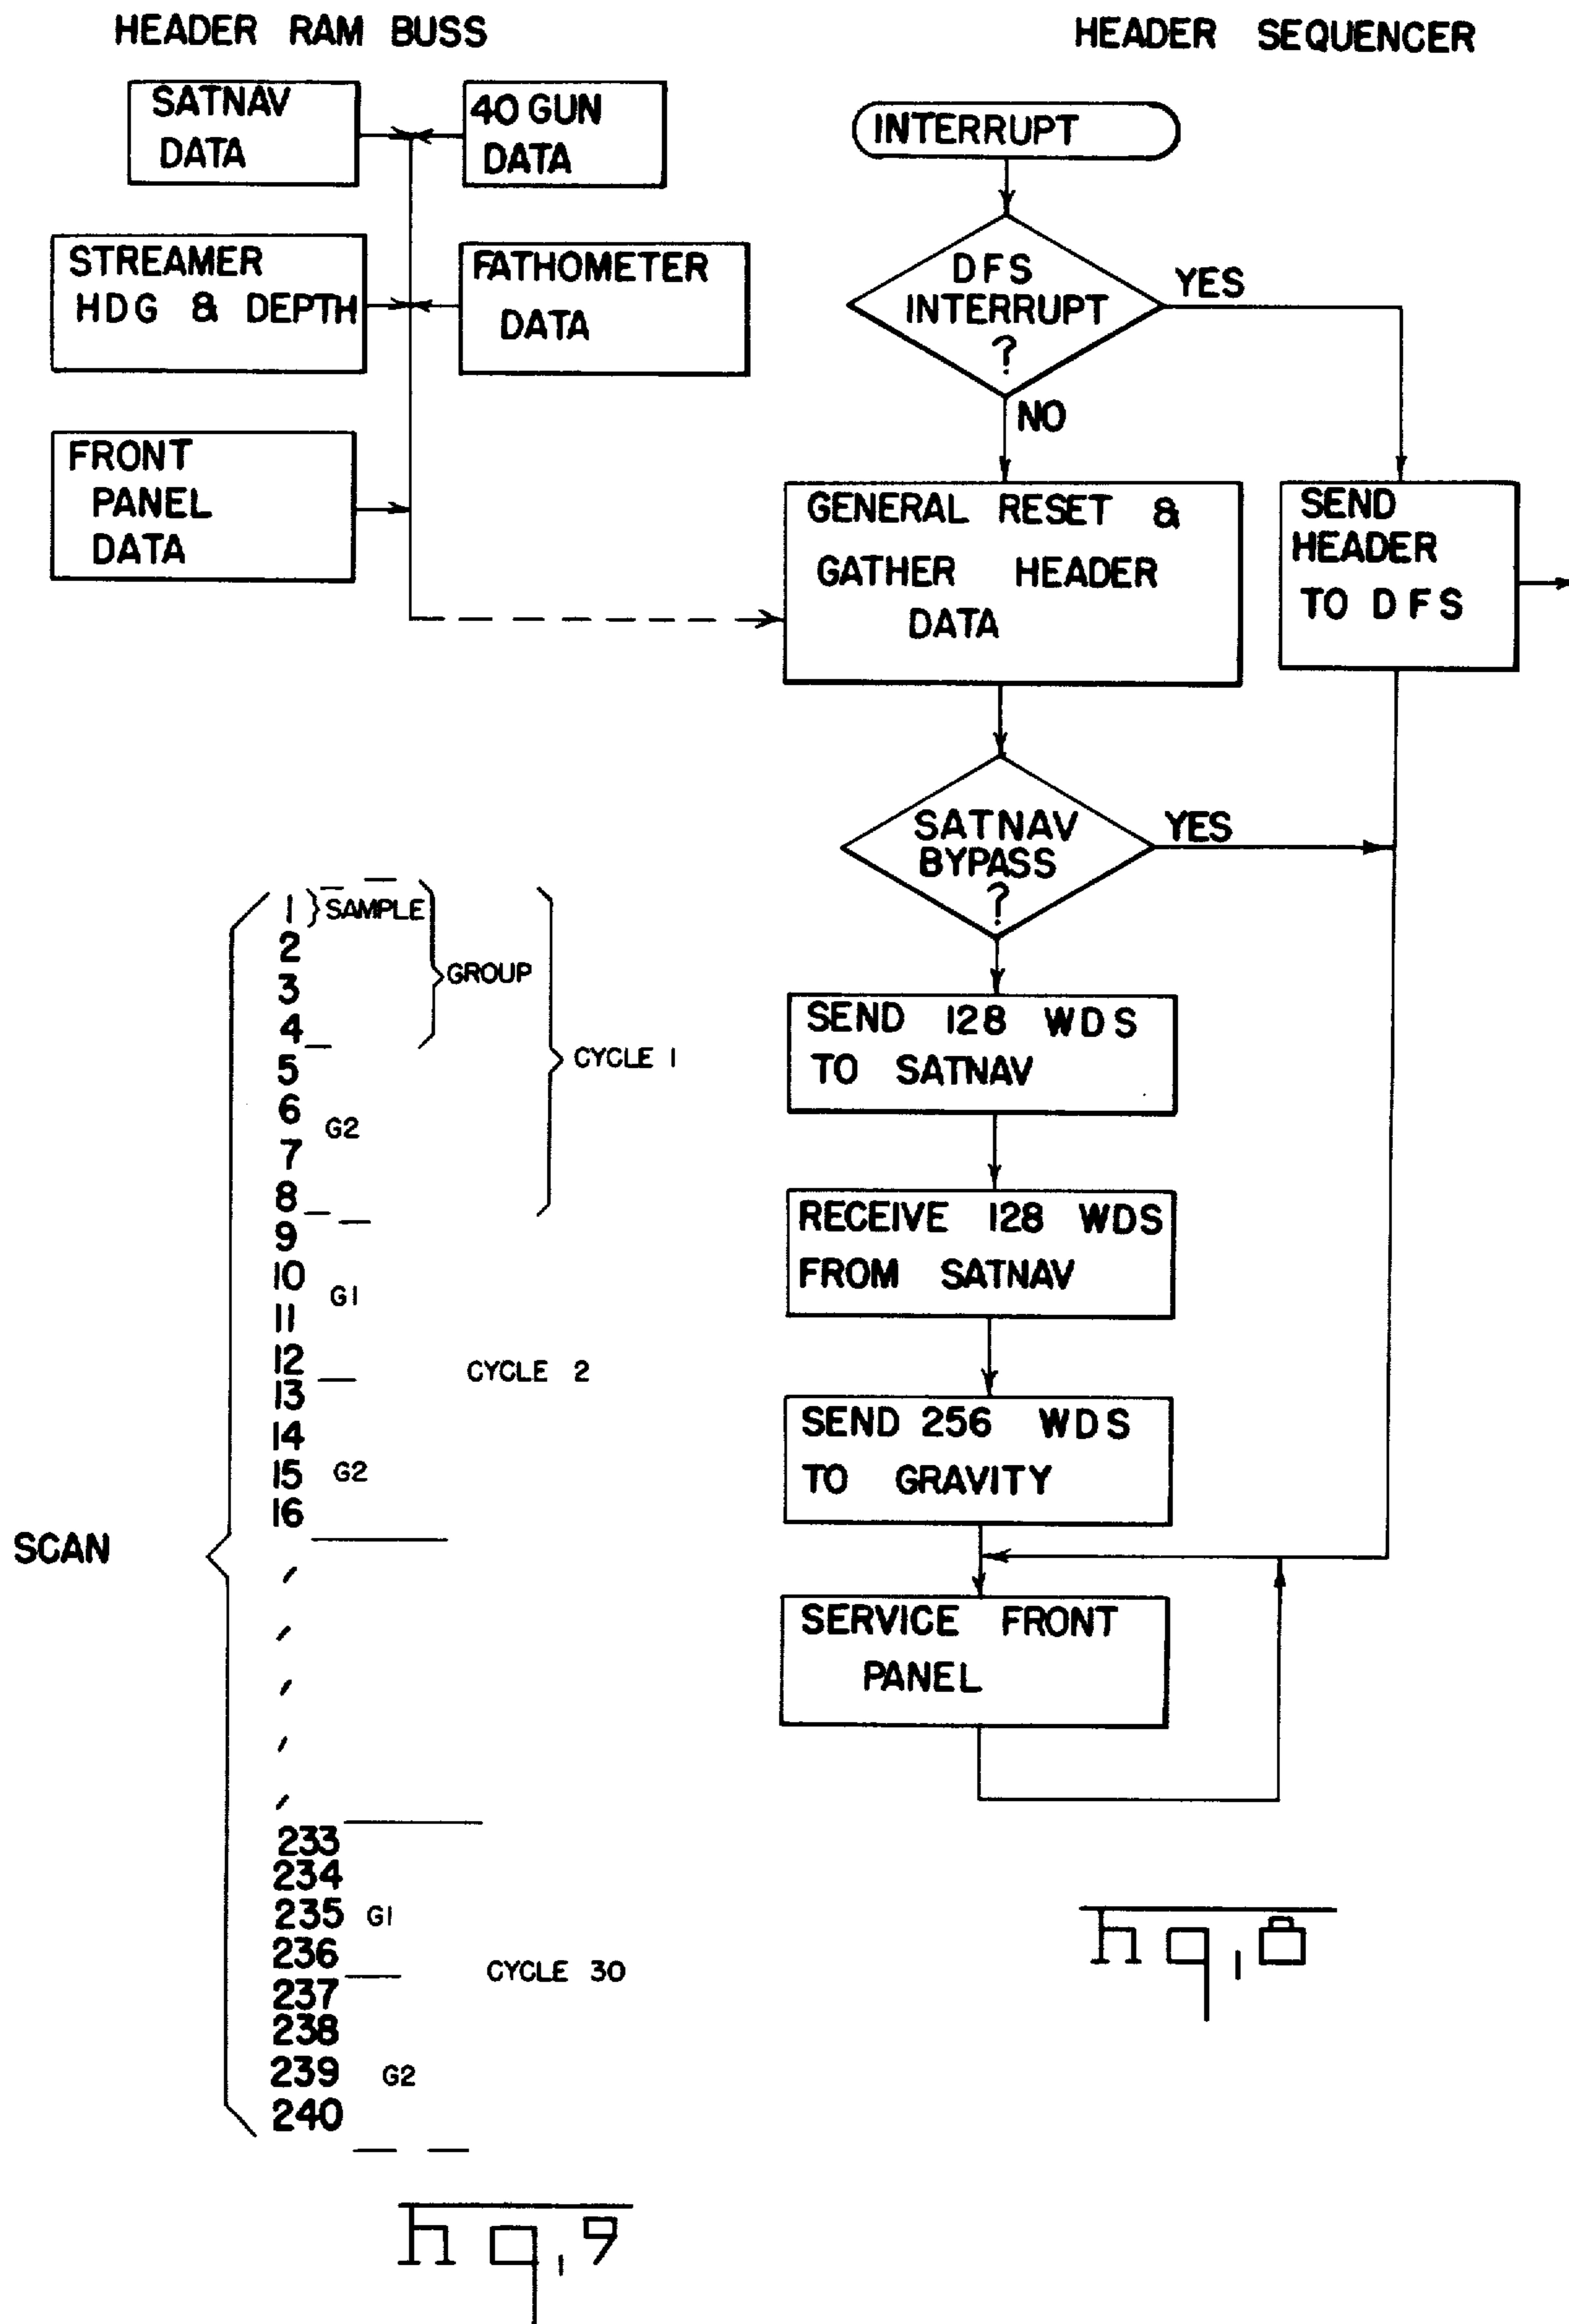 HEADER RAM BUSS
SATNAV
DATA
40 GUN
DATA
STREAMER
HDG & DEPTH
FATHOMETER
DATA
FRONT
PANEL
DATA
HEADER SEQUENCER
INTERRUPT
DFS
INTERRUPT
?
YES
NO
GENERAL RESET &
GATHER HEADER
DATA
SEND
HEADER
TO DFS
SATNAV
BYPASS
?
YES
SEND 128 WDS
TO SATNAV
RECEIVE 128 WDS
FROM SATNAV
SEND 256 WDS
TO GRAVITY
SERVICE FRONT
PANEL
Fig. 8
SCAN
1 } SAMPLE
2
3
GROUP
4
5
CYCLE 1
6
G2
7
8
9
10
G1
11
12
CYCLE 2
13
14
15 G2
16
233
234
235 G1
236
CYCLE 30
237
238
239 G2
240
Fig. 9